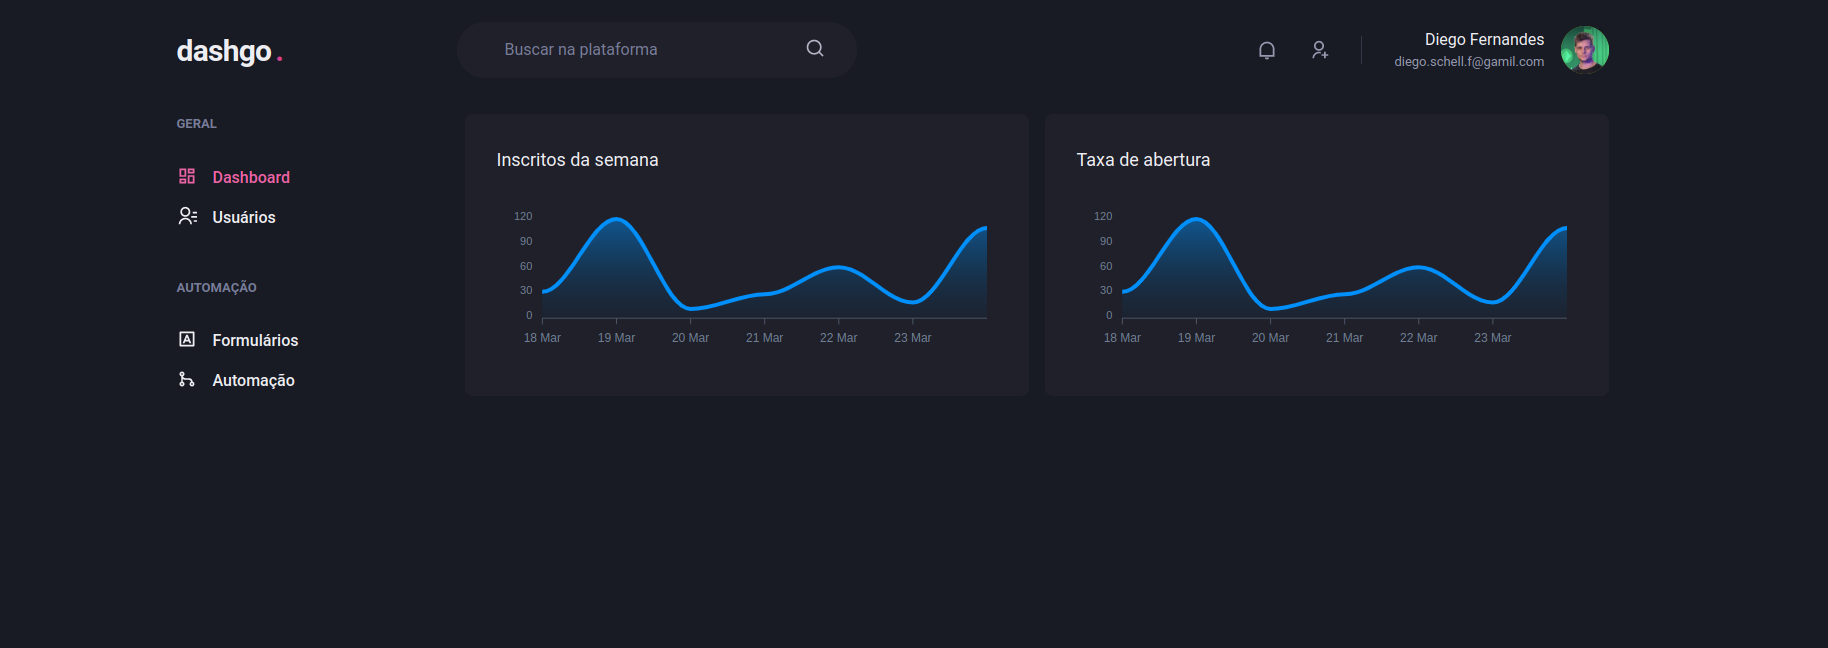 dashgo.
Buscar na plataforma
Diego Fernandes
diego.schell.f@gamil.com
GERAL
Dashboard
Usuários
AUTOMAÇÃO
Formulários
Automação
Inscritos da semana
120
90
60
30
0
18 Mar 19 Mar 20 Mar 21 Mar 22 Mar 23 Mar
Taxa de abertura
120
90
60
30
0
18 Mar 19 Mar 20 Mar 21 Mar 22 Mar 23 Mar